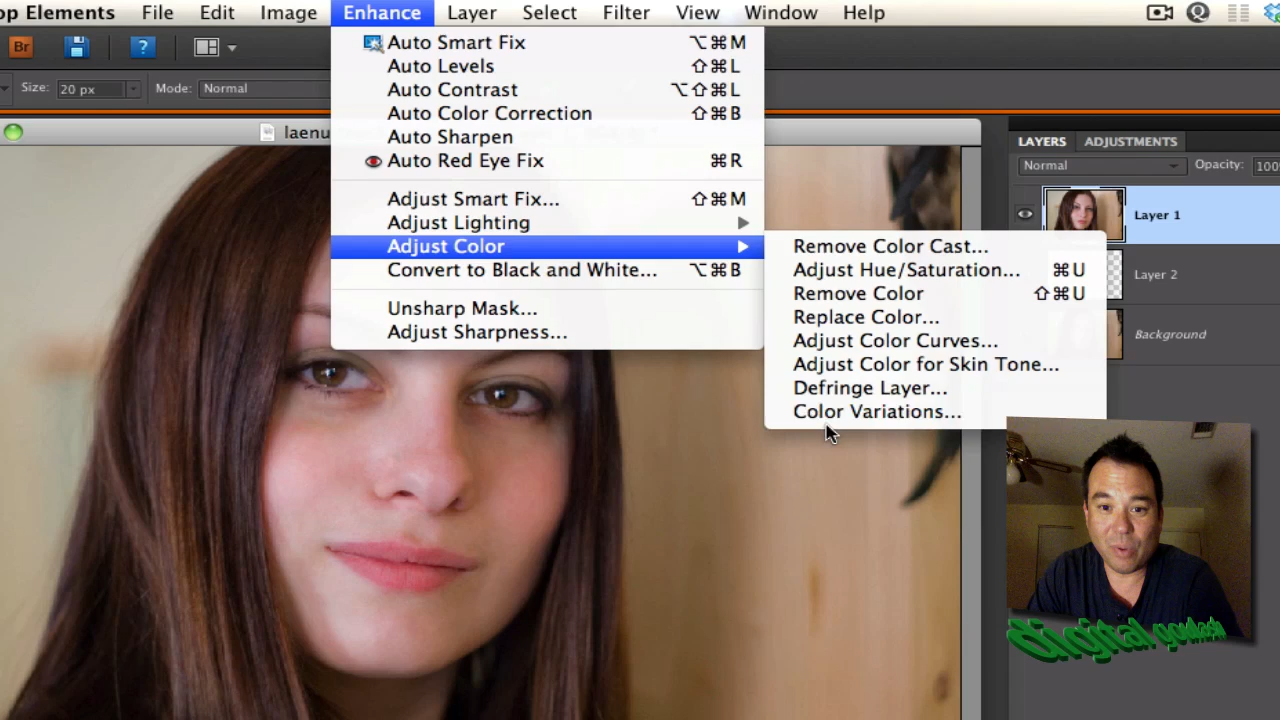 op Elements File Edit Image Enhance Layer Select Filter View Window Help
Br ?
Size: 20 px Mode: Normal
Auto Smart Fix ⌥⌘M
Auto Levels ⇧⌘L
Auto Contrast ⌥⇧⌘L
Auto Color Correction ⇧⌘B
Auto Sharpen
Auto Red Eye Fix ⌘R
Adjust Smart Fix... ⇧⌘M
Adjust Lighting
Adjust Color
Convert to Black and White... ⌥⌘B
Unsharp Mask...
Adjust Sharpness...
Remove Color Cast...
Adjust Hue/Saturation... ⌘U
Remove Color ⇧⌘U
Replace Color...
Adjust Color Curves...
Adjust Color for Skin Tone...
Defringe Layer...
Color Variations...
laenu
LAYERS ADJUSTMENTS
Normal Opacity: 100
Layer 1
Layer 2
Background
digital goulash